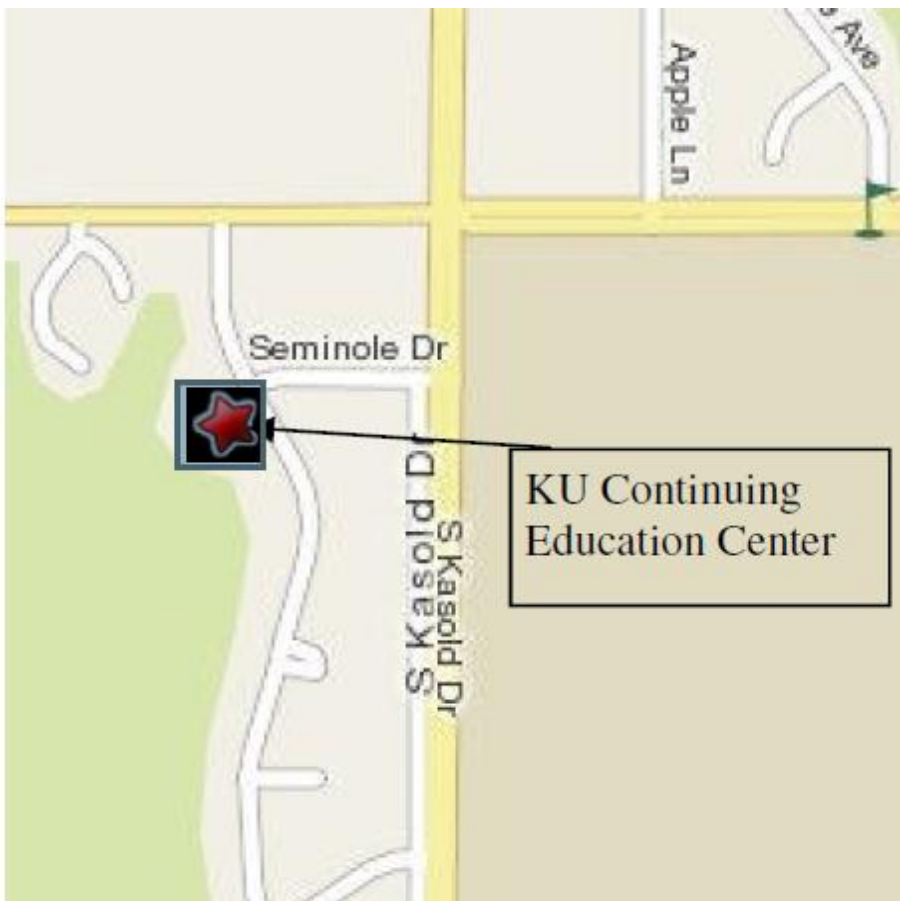 Ave
Apple Ln
Seminole Dr
S Kasold Dr
S Kasold Dr
KU Continuing
Education Center